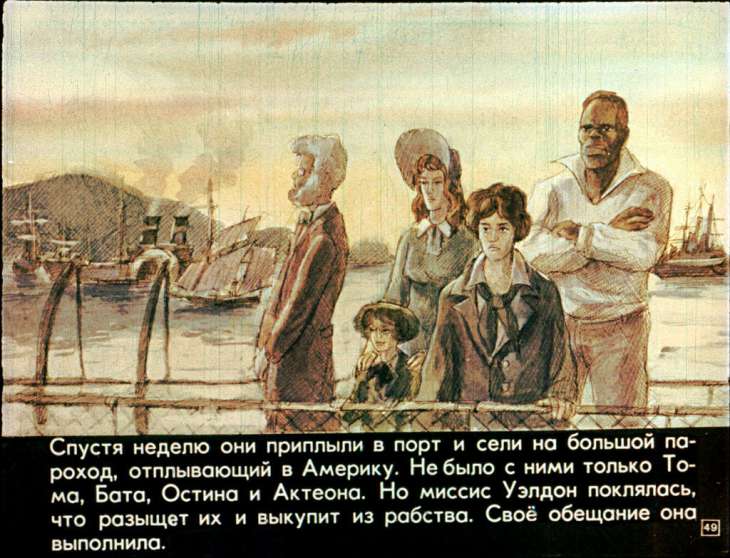 Спустя неделю они приплыли в порт и сели на большой па-
роход, отплывающий в Америку. Не было с ними только То-
ма, Бата, Остина и Актеона. Но миссис Уэлдон поклялась,
что разыщет их и выкупит из рабства. Своё обещание она
выполнила.
49